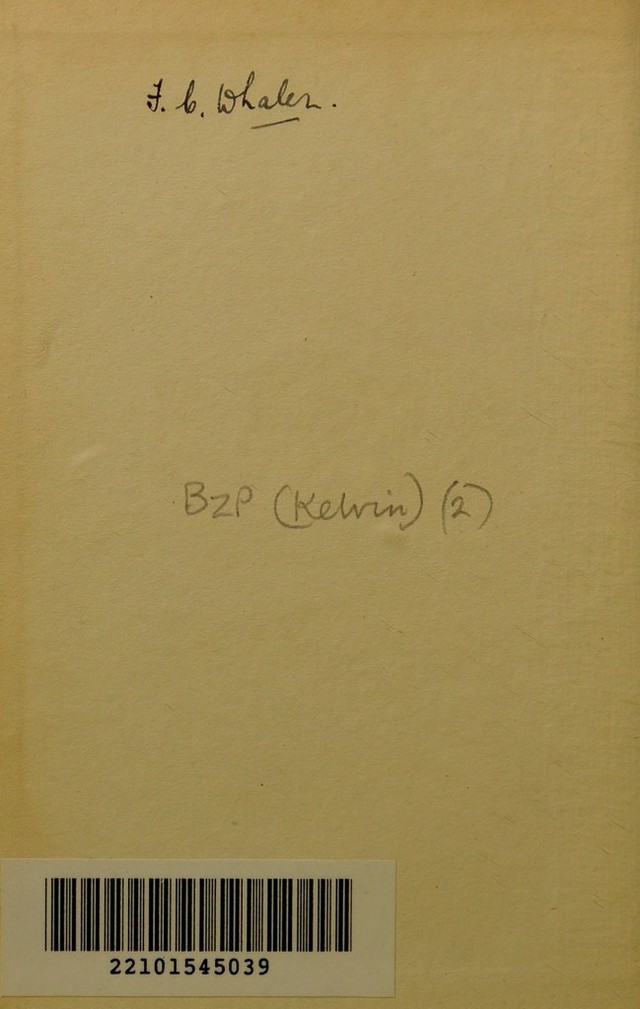 F. C. Whalen.
BZP (Kelvin) (2)
22101545039